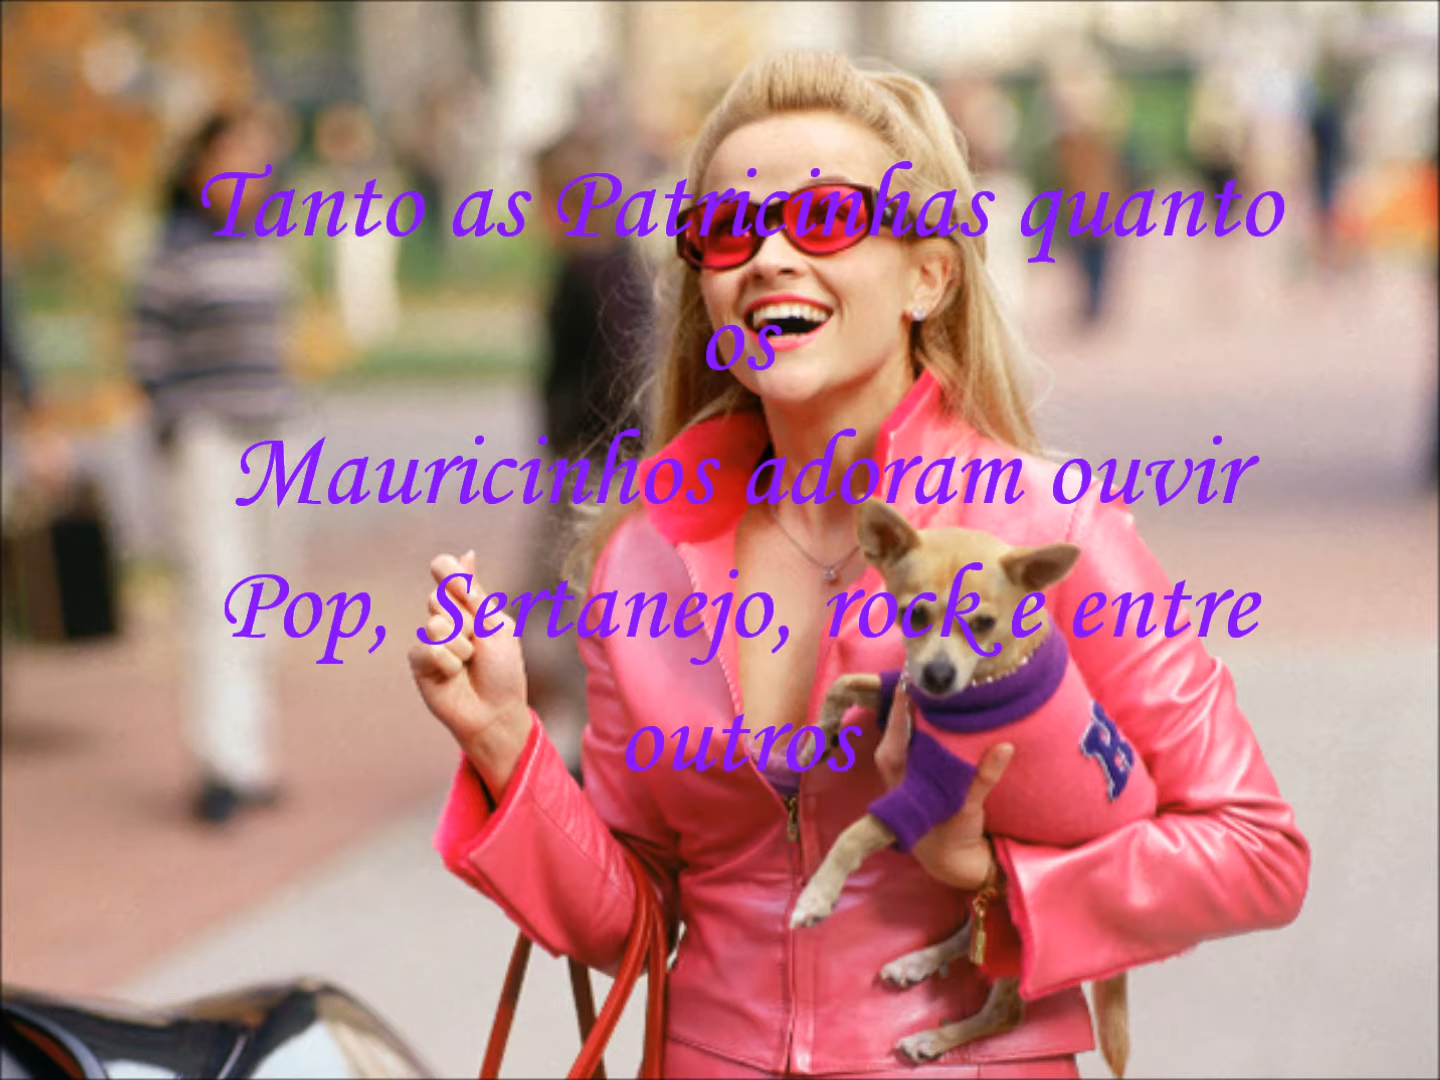 Tanto as Patricinhas quanto
os
Mauricinhos adoram ouvir
Pop, Sertanejo, rock e entre
outros
H